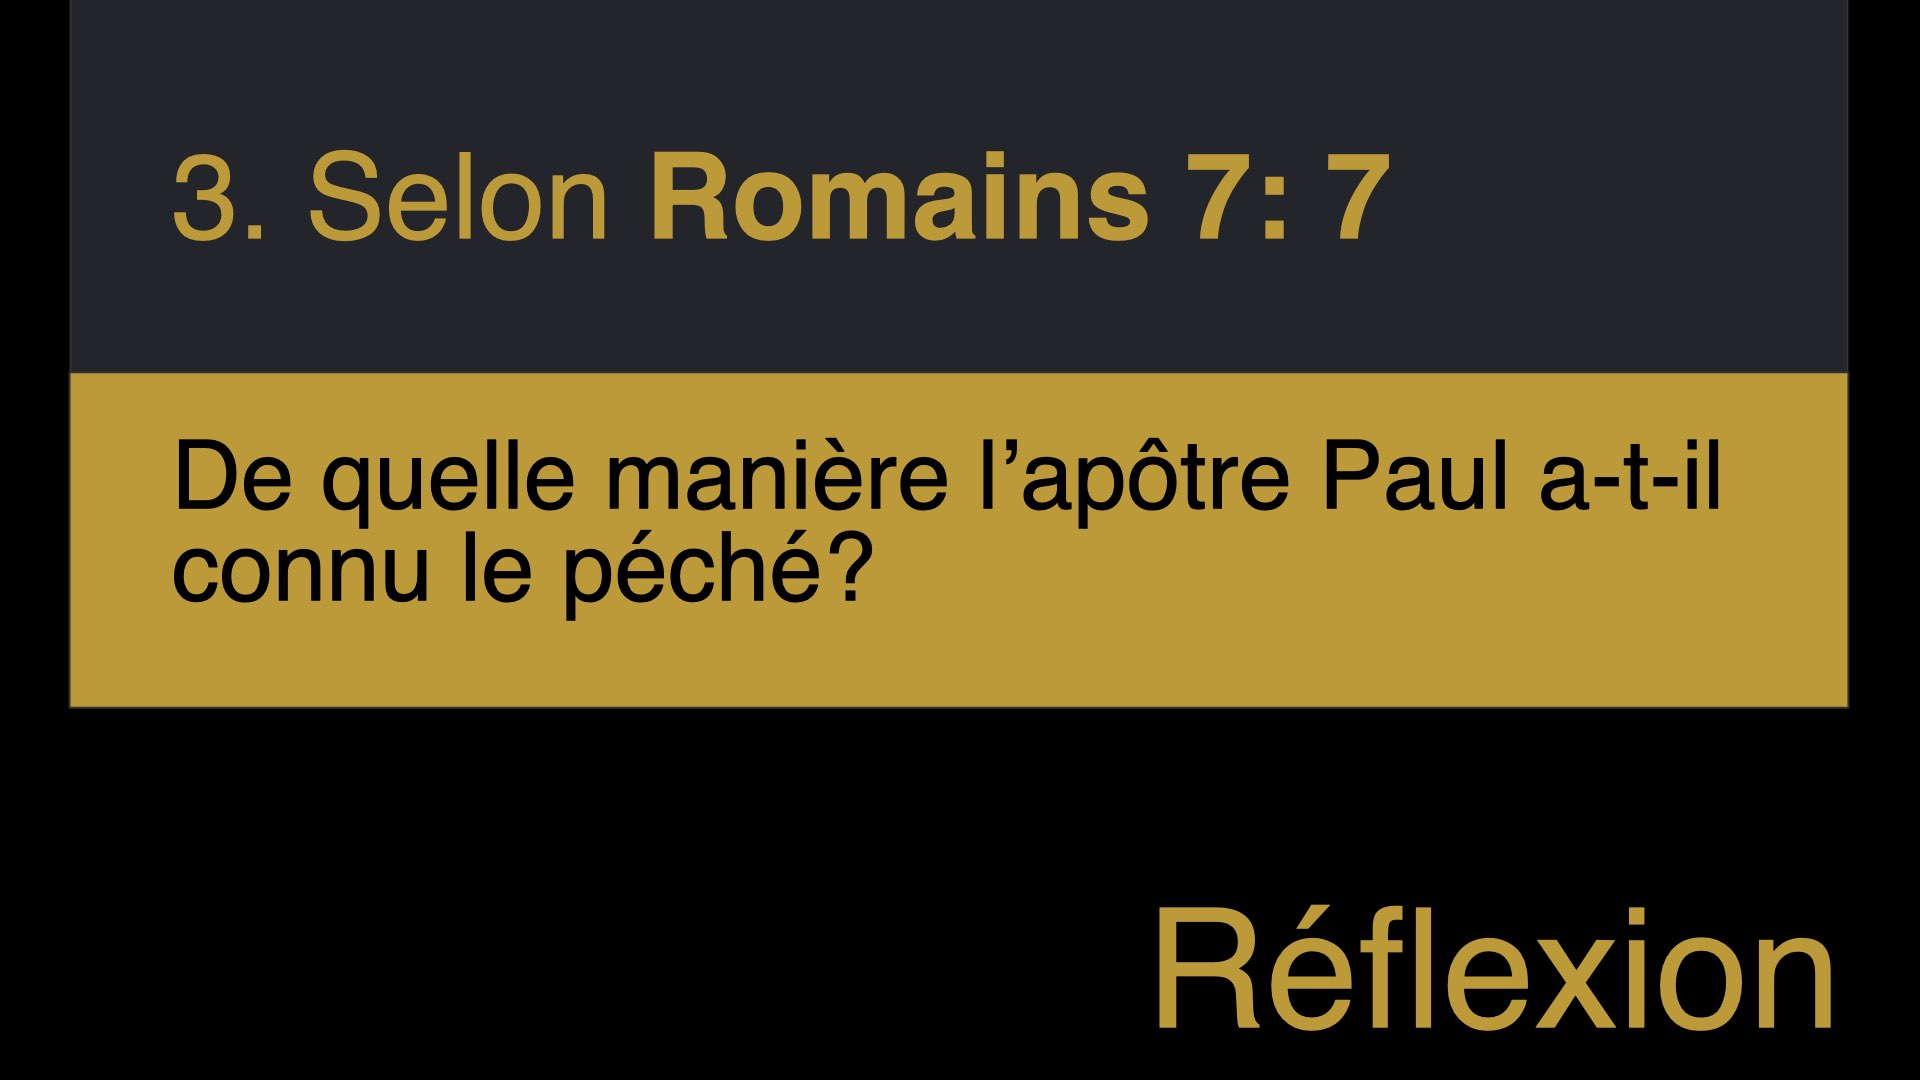 3. Selon Romains 7: 7
De quelle manière l’apôtre Paul a-t-il
connu le péché?
Réflexion